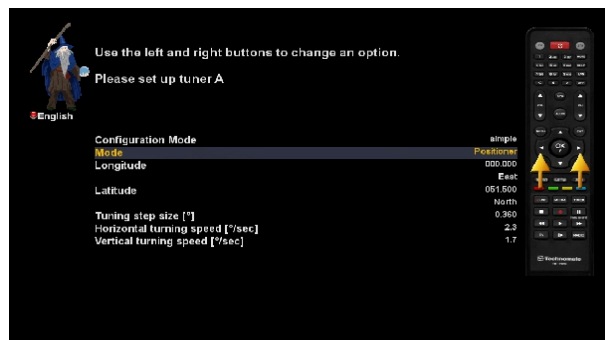 Use the left and right buttons to change an option.
Please set up tuner A
English
Configuration Mode simple
Mode Positioner
Longitude 000.000
East
Latitude 051.500
North
Tuning step size [°] 0.360
Horizontal turning speed [°/sec] 2.3
Vertical turning speed [°/sec] 1.7
OK
Technomate